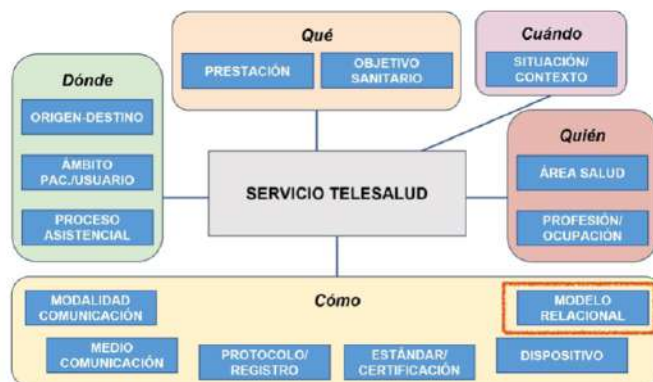 Qué
PRESTACIÓN
OBJETIVO
SANITARIO
Cuándo
SITUACIÓN/
CONTEXTO
Dónde
ORIGEN-DESTINO
ÁMBITO
PAC./USUARIO
PROCESO
ASISTENCIAL
SERVICIO TELESALUD
Quién
ÁREA SALUD
PROFESIÓN/
OCUPACIÓN
Cómo
MODALIDAD
COMUNICACIÓN
MODELO
RELACIONAL
MEDIO
COMUNICACIÓN
PROTOCOLO/
REGISTRO
ESTÁNDAR/
CERTIFICACIÓN
DISPOSITIVO